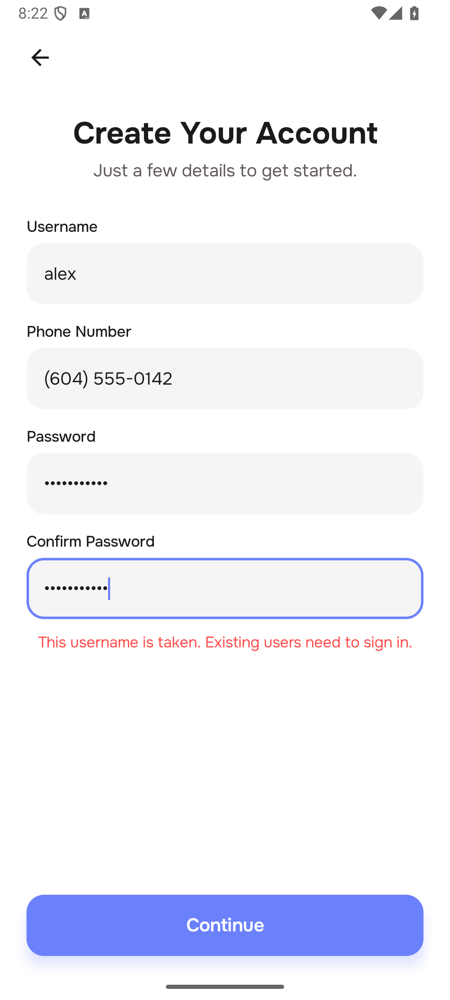 8:22
Create Your Account
Just a few details to get started.
Username
alex
Phone Number
(604) 555-0142
Password
•••••••••••
Confirm Password
•••••••••••
This username is taken. Existing users need to sign in.
Continue